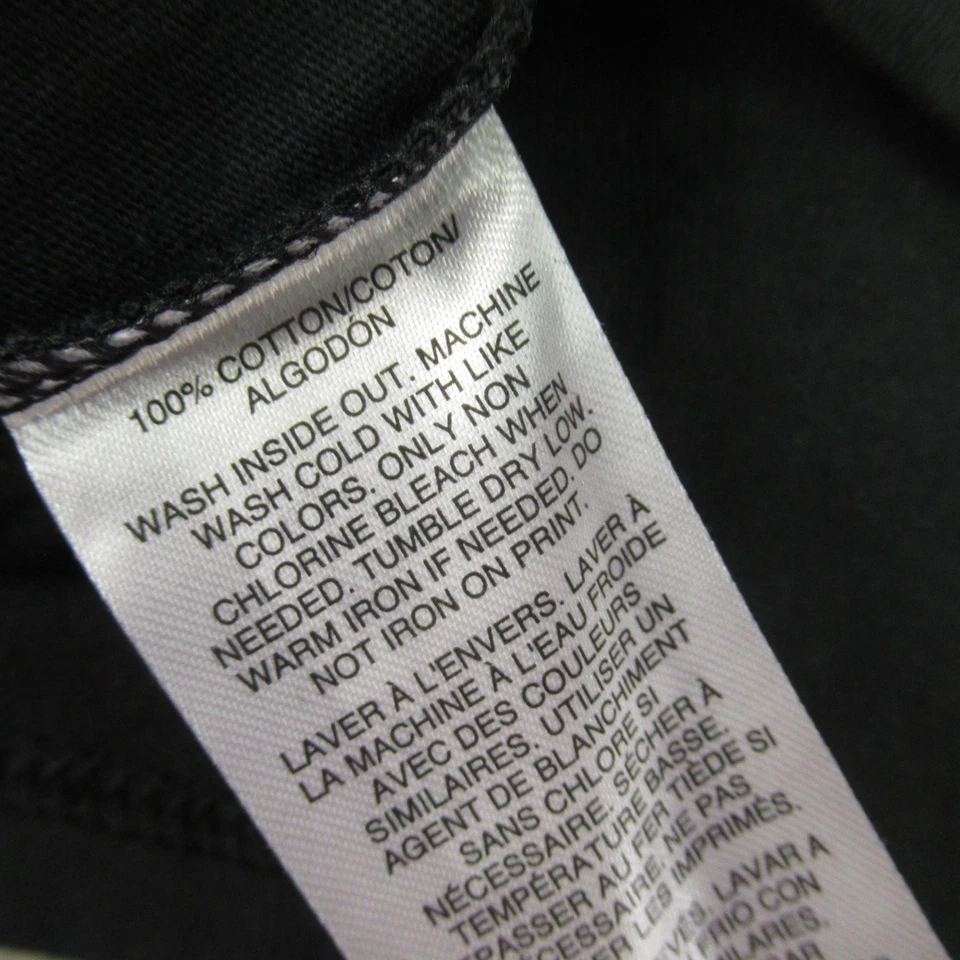 100% COTTON/COTON/
ALGODÓN
WASH INSIDE OUT. MACHINE
WASH COLD WITH LIKE
COLORS. ONLY NON
CHLORINE BLEACH WHEN
NEEDED. TUMBLE DRY LOW.
WARM IRON IF NEEDED. DO
NOT IRON ON PRINT.
LAVER À L'ENVERS. LAVER À
LA MACHINE À L'EAU FROIDE
AVEC DES COULEURS
SIMILAIRES. UTILISER UN
AGENT DE BLANCHIMENT
SANS CHLORE SI
NÉCESSAIRE. SÉCHER À
TEMPÉRATURE BASSE.
PASSER AU FER TIÈDE SI
NE PAS
LES IMPRIMÉS.
LAVAR A
FRIO CON